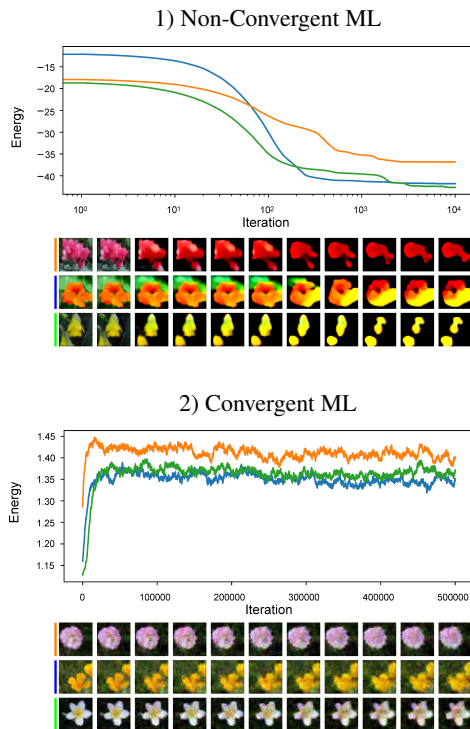 1) Non-Convergent ML
−15
−20
−25
−30
−35
−40
Energy
10⁰ 10¹ 10² 10³ 10⁴
Iteration
2) Convergent ML
1.45
1.40
1.35
1.30
1.25
1.20
1.15
Energy
0 100000 200000 300000 400000 500000
Iteration